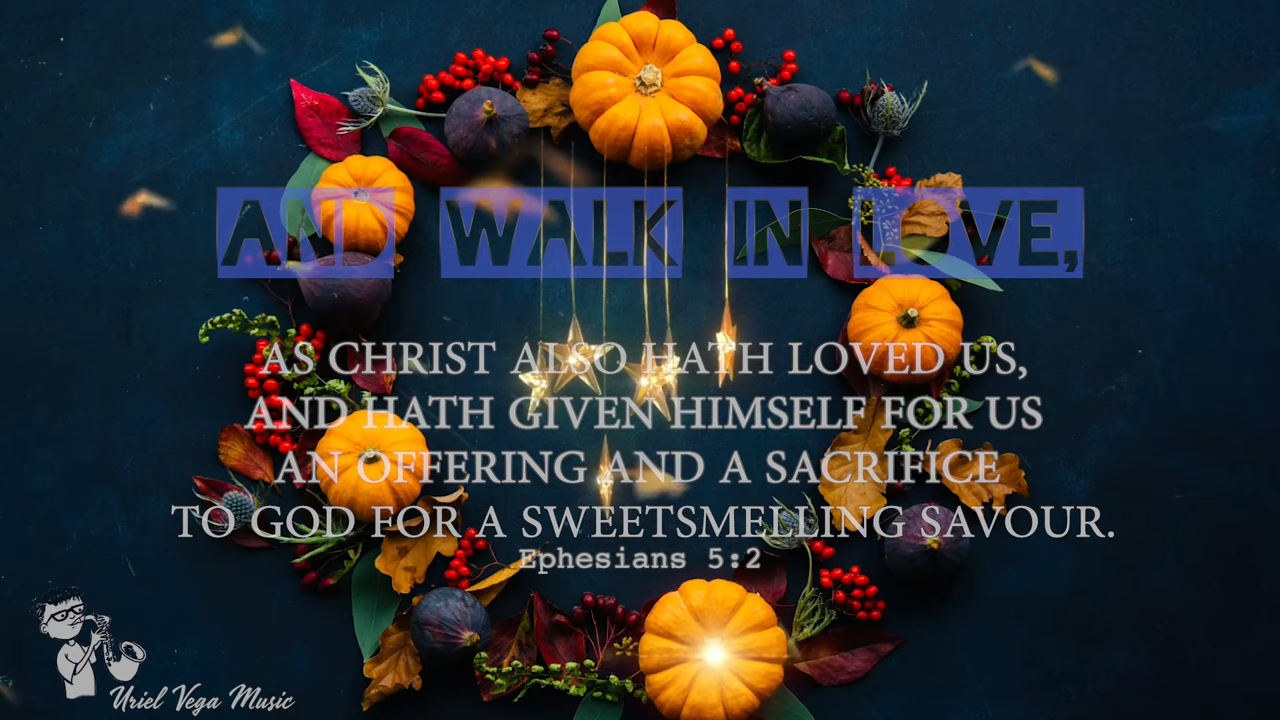 AND WALK IN LOVE,
AS CHRIST ALSO HATH LOVED US,
AND HATH GIVEN HIMSELF FOR US
AN OFFERING AND A SACRIFICE
TO GOD FOR A SWEETSMELLING SAVOUR.
Ephesians 5:2
Uriel Vega Music